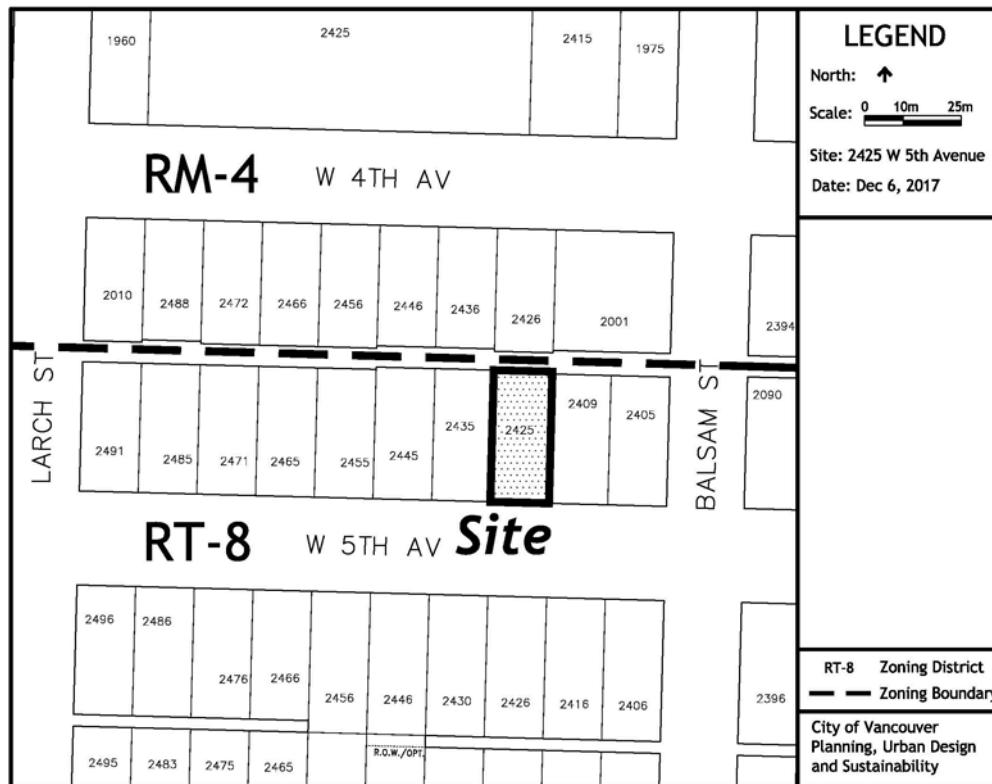 1960
2425
2415
1975
RM-4
W 4TH AV
2010
2488
2472
2466
2456
2446
2436
2426
2001
2394
LARCH ST
BALSAM ST
2491
2485
2471
2465
2455
2445
2435
2425
2409
2405
2090
RT-8
W 5TH AV
Site
2496
2486
2476
2466
2456
2446
2430
2426
2416
2406
2396
R.O.W./OPT.
2495
2483
2475
2465
LEGEND
North:
Scale: 0 10m 25m
Site: 2425 W 5th Avenue
Date: Dec 6, 2017
RT-8 Zoning District
Zoning Boundary
City of Vancouver
Planning, Urban Design
and Sustainability